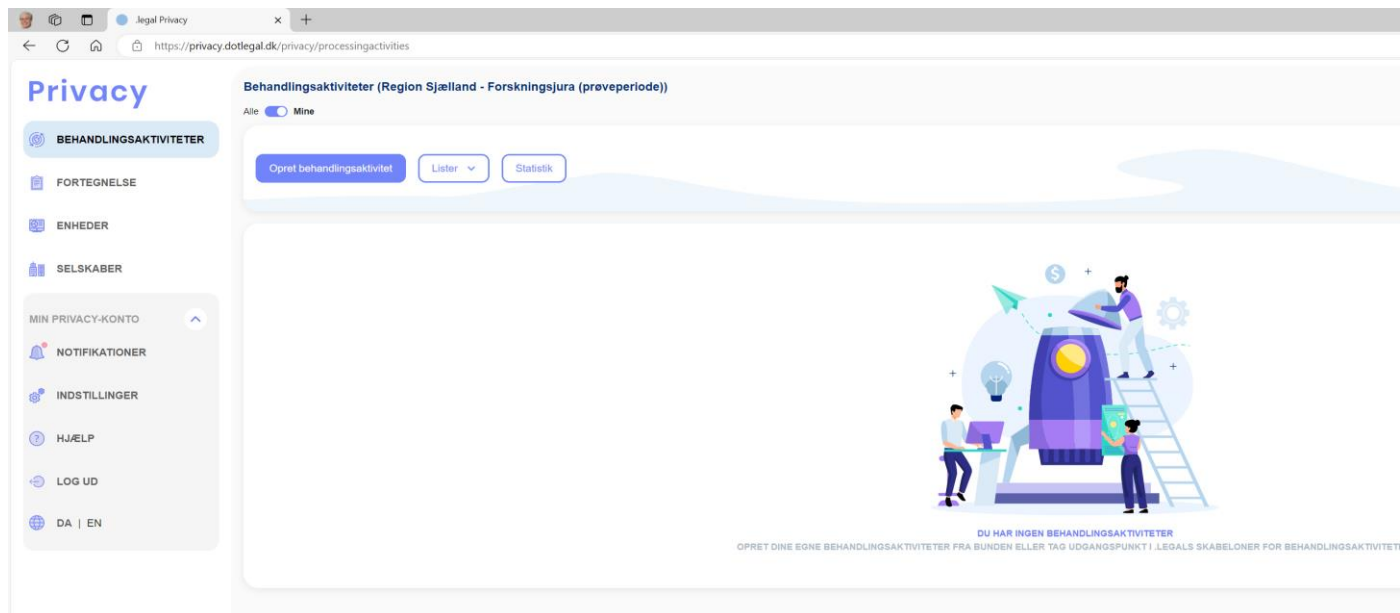 .legal Privacy
https://privacy.dotlegal.dk/privacy/processingactivities
Privacy
BEHANDLINGSAKTIVITETER
FORTEGNELSE
ENHEDER
SELSKABER
MIN PRIVACY-KONTO
NOTIFIKATIONER
INDSTILLINGER
HJÆLP
LOG UD
DA | EN
Behandlingsaktiviteter (Region Sjælland - Forskningsjura (prøveperiode))
Alle Mine
Opret behandlingsaktivitet Lister Statistik
DU HAR INGEN BEHANDLINGSAKTIVITETER
OPRET DINE EGNE BEHANDLINGSAKTIVITETER FRA BUNDEN ELLER TAG UDGANGSPUNKT I .LEGALS SKABELONER FOR BEHANDLINGSAKTIVITET